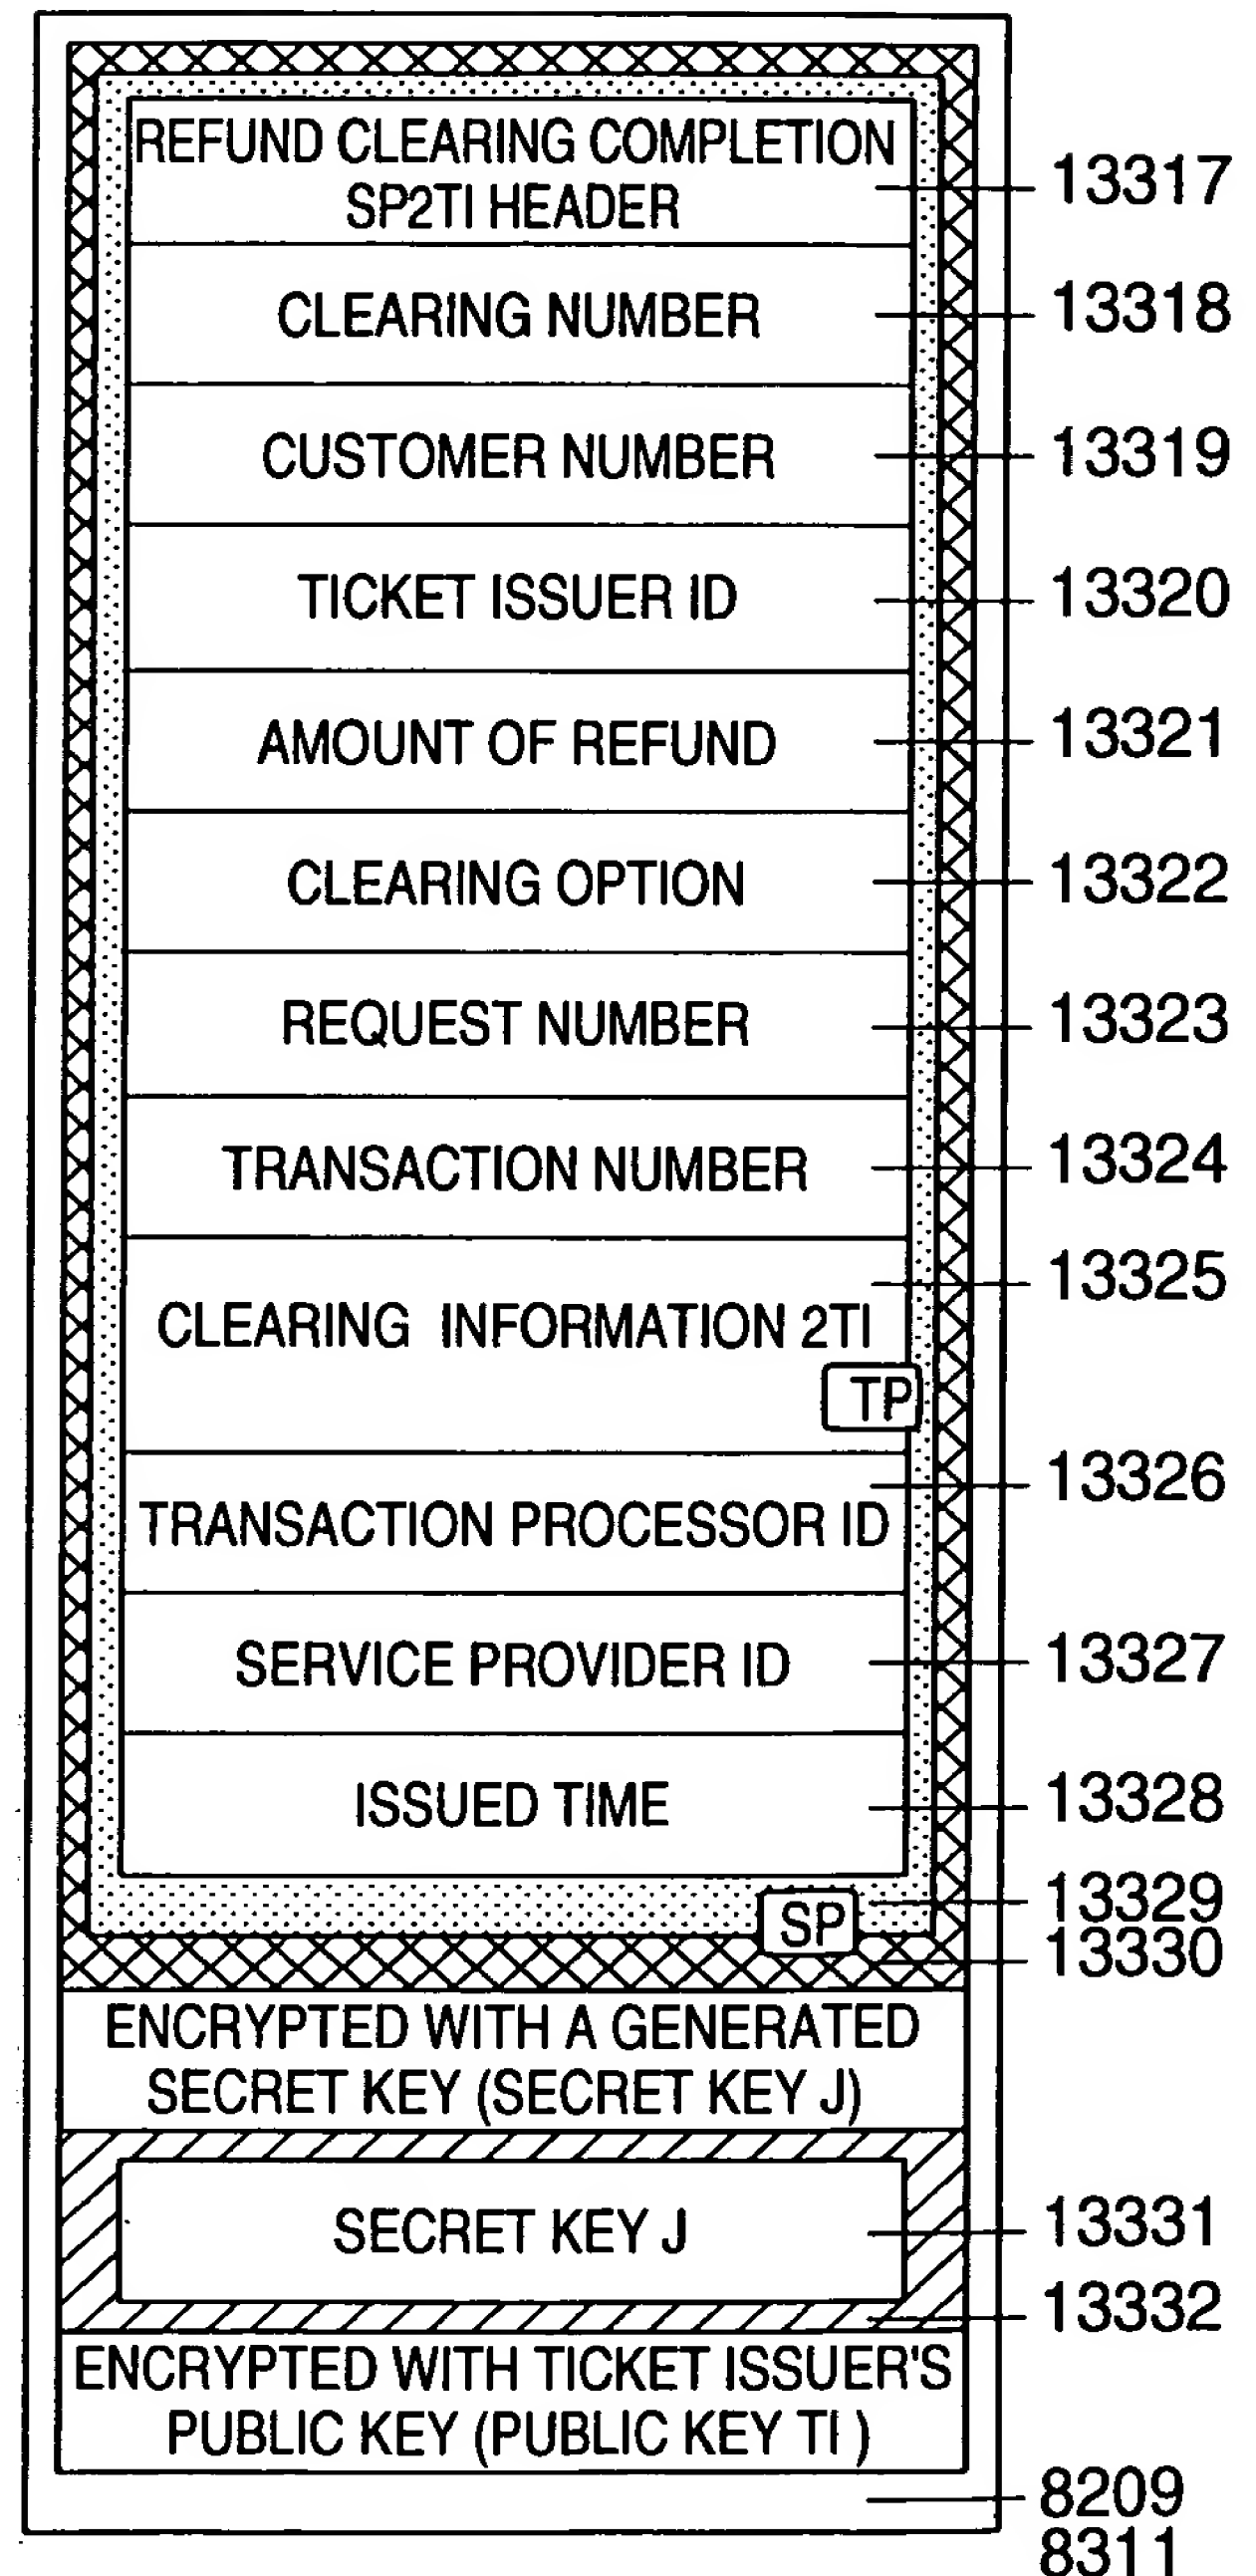 REFUND CLEARING COMPLETION
SP2TI HEADER
13317
CLEARING NUMBER
13318
CUSTOMER NUMBER
13319
TICKET ISSUER ID
13320
AMOUNT OF REFUND
13321
CLEARING OPTION
13322
REQUEST NUMBER
13323
TRANSACTION NUMBER
13324
13325
CLEARING INFORMATION 2TI
TP
13326
TRANSACTION PROCESSOR ID
SERVICE PROVIDER ID
13327
ISSUED TIME
13328
13329
SP
13330
ENCRYPTED WITH A GENERATED
SECRET KEY (SECRET KEY J)
SECRET KEY J
13331
13332
ENCRYPTED WITH TICKET ISSUER'S
PUBLIC KEY (PUBLIC KEY TI )
8209
8311